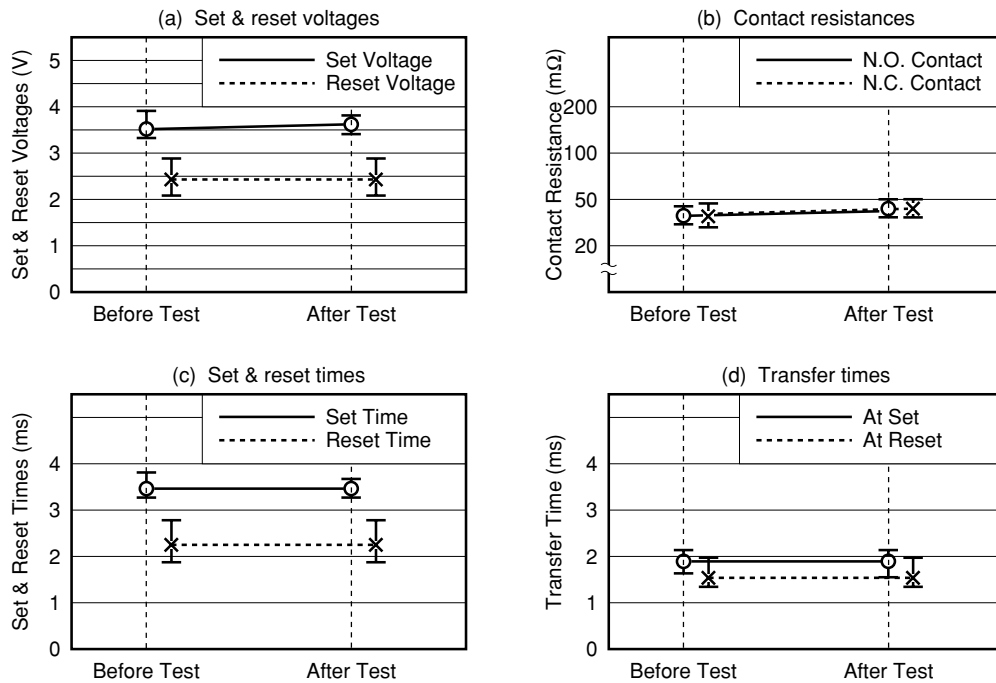 (a) Set & reset voltages
Set & Reset Voltages (V)
5
4
3
2
1
0
Set Voltage
Reset Voltage
Before Test
After Test
(b) Contact resistances
Contact Resistance (mΩ)
200
100
50
20
N.O. Contact
N.C. Contact
Before Test
After Test
(c) Set & reset times
Set & Reset Times (ms)
4
3
2
1
0
Set Time
Reset Time
Before Test
After Test
(d) Transfer times
Transfer Time (ms)
4
3
2
1
0
At Set
At Reset
Before Test
After Test